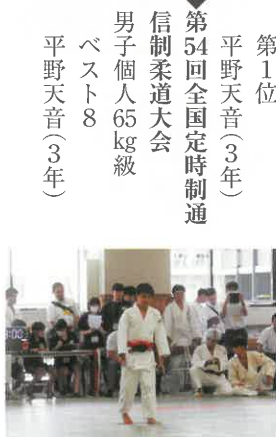 第1位
平野天音(3年)
第54回全国定時制通
信制柔道大会
男子個人65kg級
ベスト8
平野天音(3年)